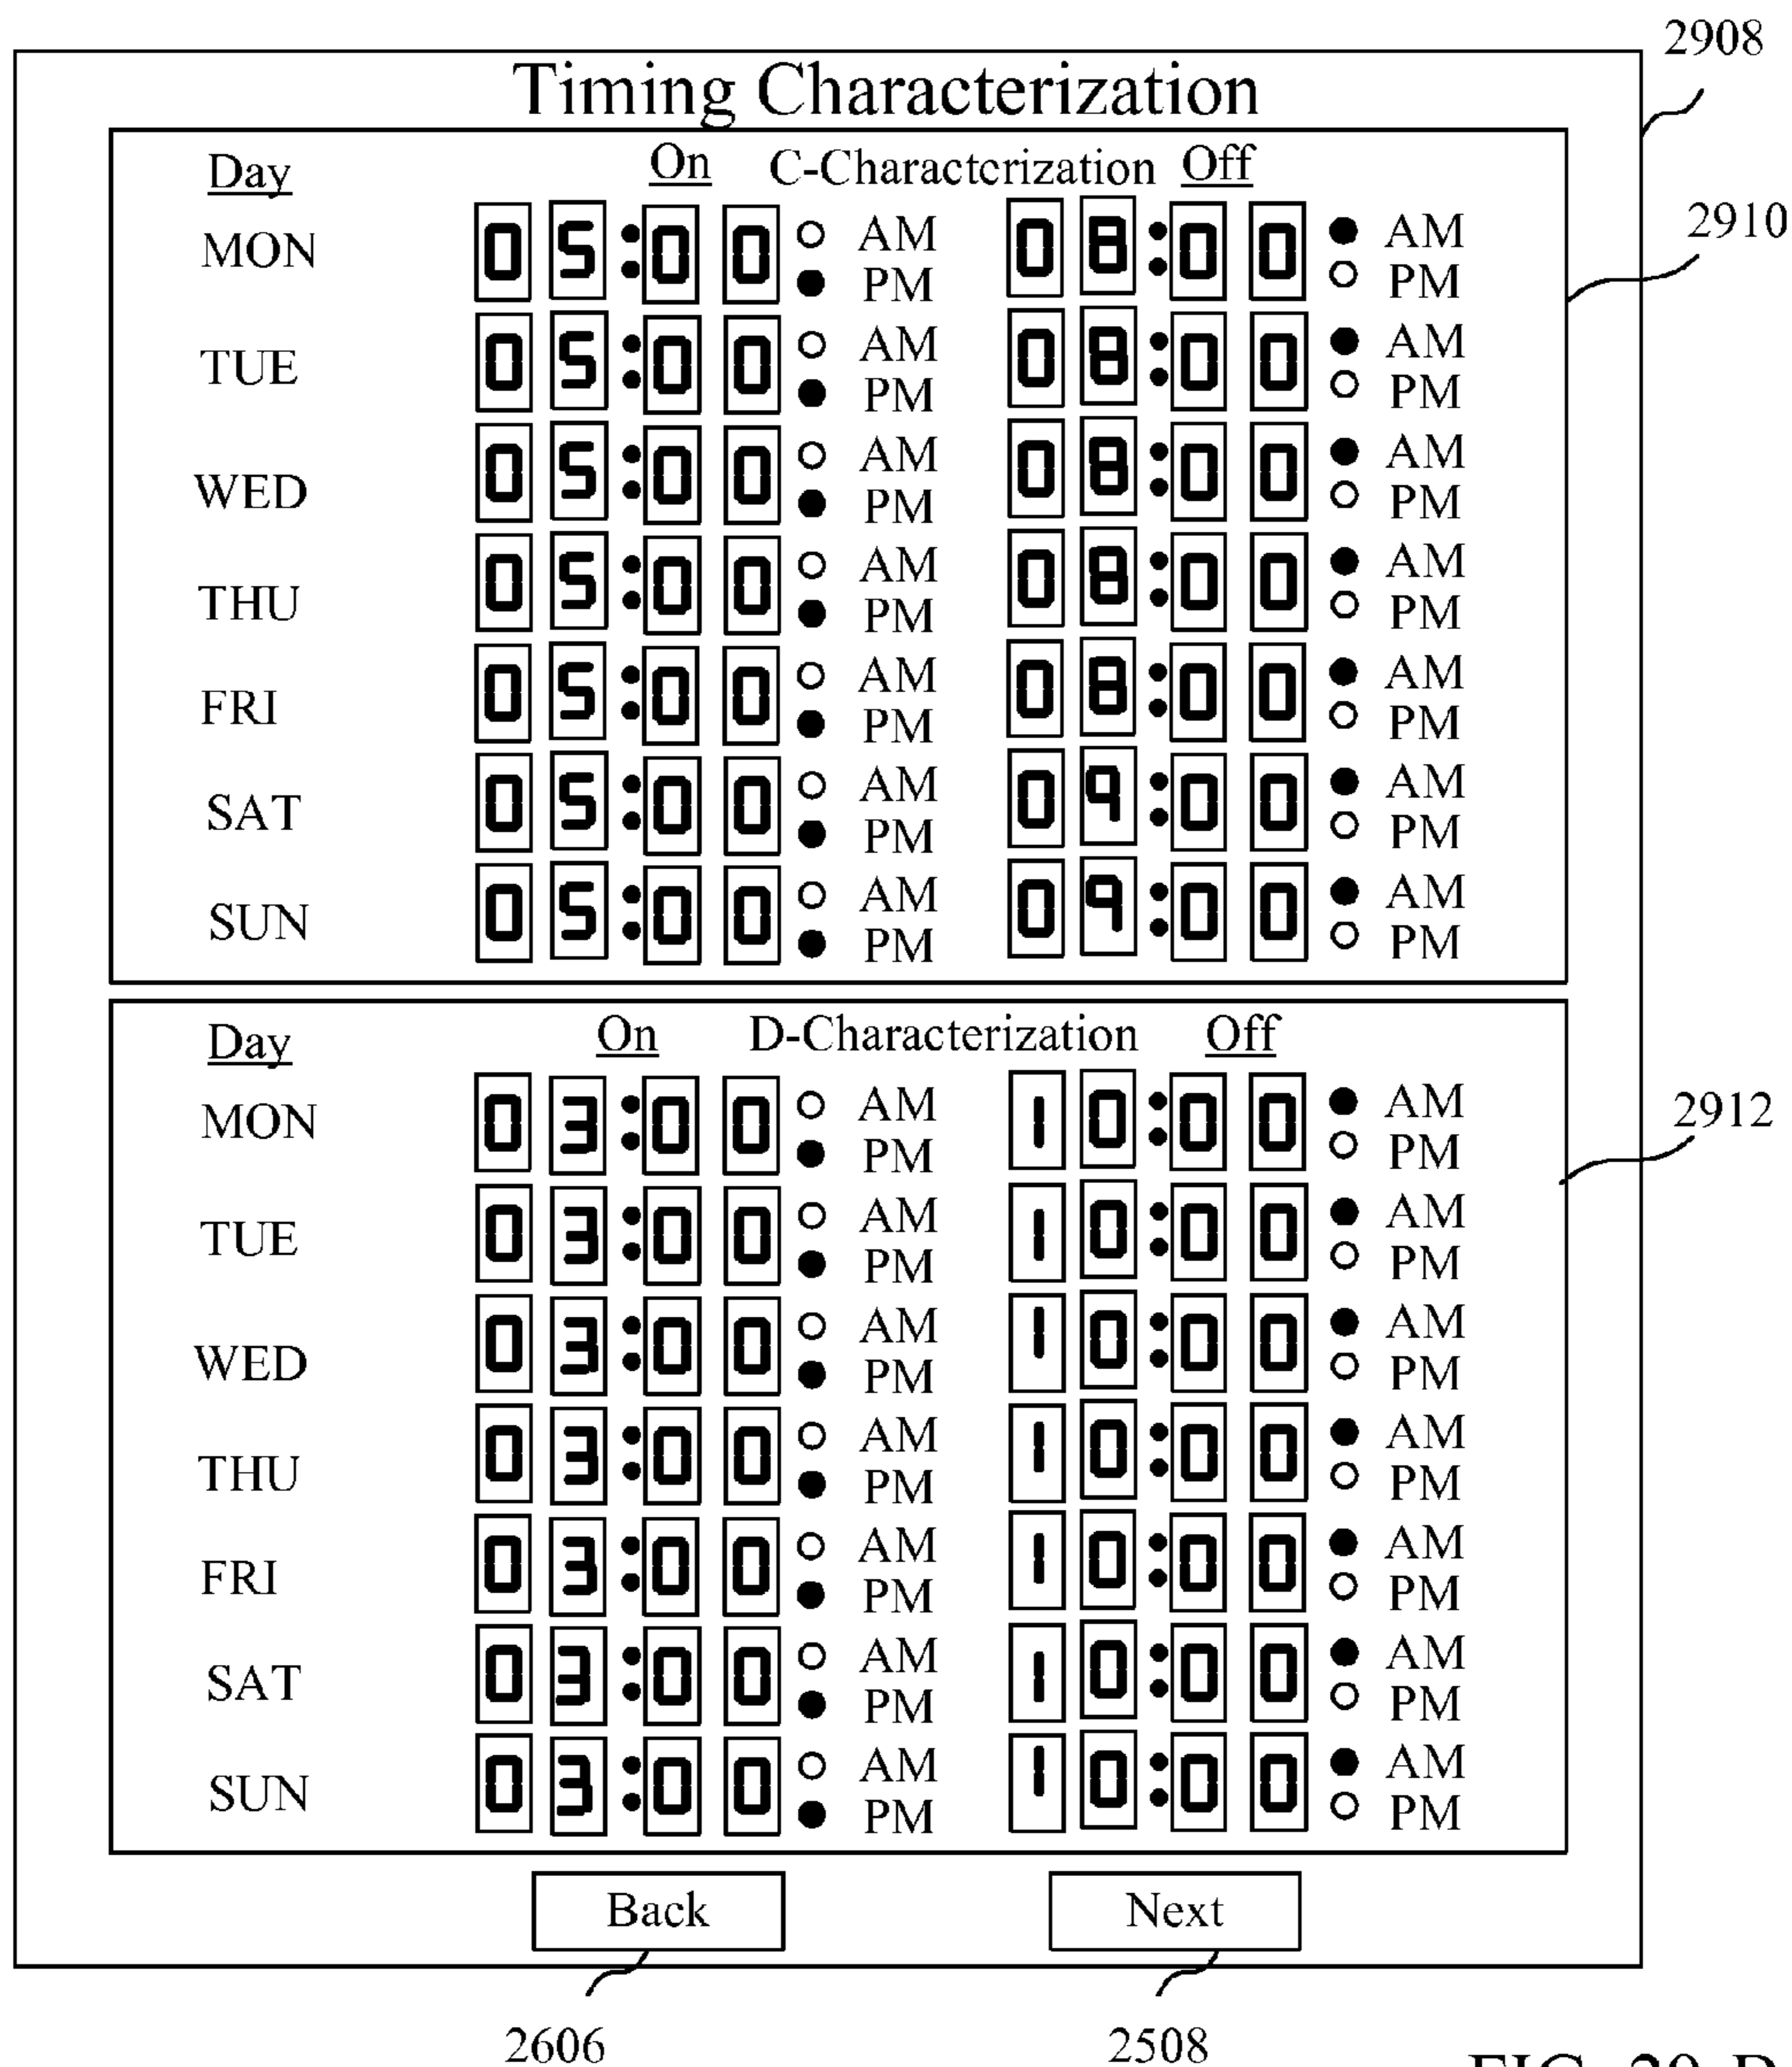 2908
Timing Characterization
Day On C-Characterization Off
2910
MON 05:00 AM PM 08:00 AM PM
TUE 05:00 AM PM 08:00 AM PM
WED 05:00 AM PM 08:00 AM PM
THU 05:00 AM PM 08:00 AM PM
FRI 05:00 AM PM 08:00 AM PM
SAT 05:00 AM PM 09:00 AM PM
SUN 05:00 AM PM 09:00 AM PM
Day On D-Characterization Off
2912
MON 03:00 AM PM 10:00 AM PM
TUE 03:00 AM PM 10:00 AM PM
WED 03:00 AM PM 10:00 AM PM
THU 03:00 AM PM 10:00 AM PM
FRI 03:00 AM PM 10:00 AM PM
SAT 03:00 AM PM 10:00 AM PM
SUN 03:00 AM PM 10:00 AM PM
Back Next
2606 2508